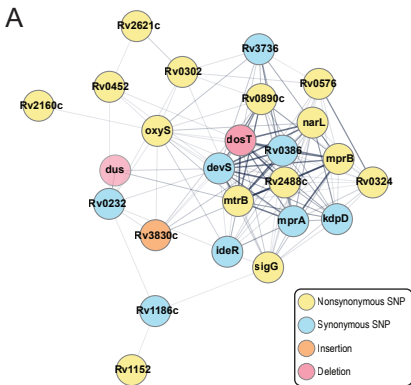 A
Rv2621c
Rv3736
Rv0302
Rv0576
Rv0452
Rv0890c
Rv2160c
narL
oxyS
dosT
Rv0386
mprB
dus
devS
Rv2488c
Rv0324
mtrB
Rv0232
mprA
kdpD
Rv3830c
ideR
sigG
Rv1186c
Nonsynonymous SNP
Synonymous SNP
Insertion
Deletion
Rv1152